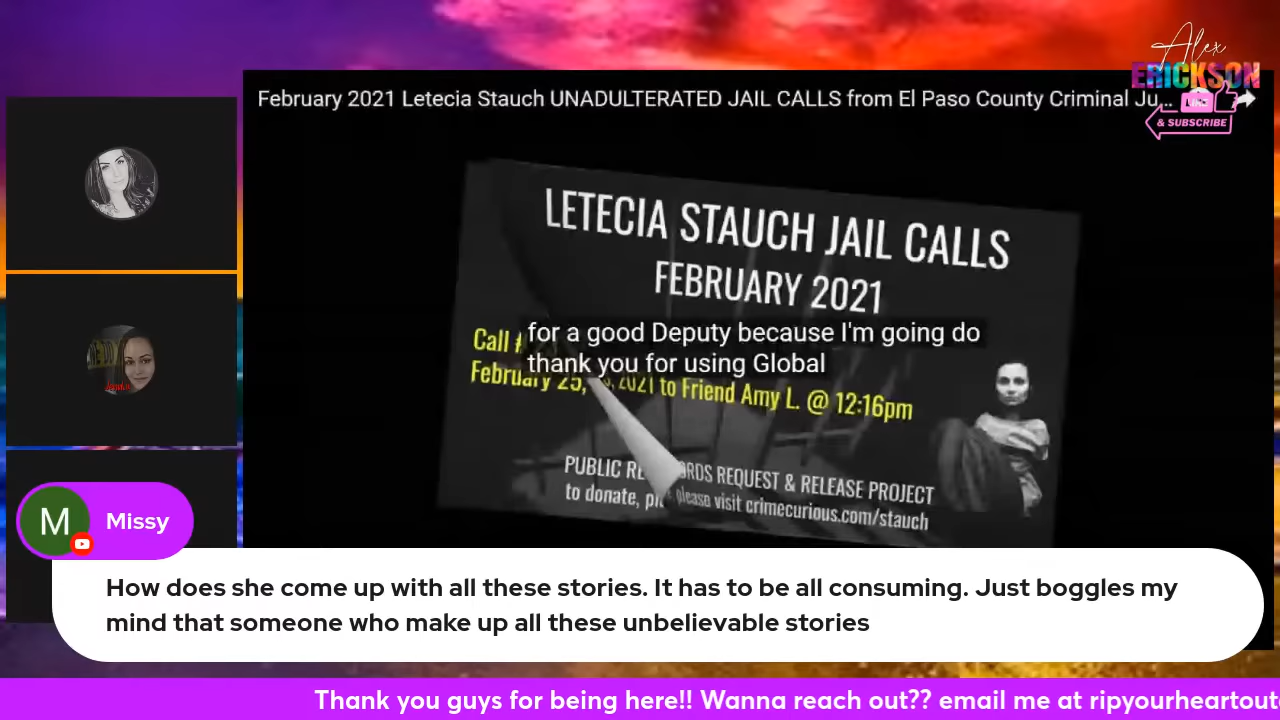 Alex
ERICKSON
& SUBSCRIBE
February 2021 Letecia Stauch UNADULTERATED JAIL CALLS from El Paso County Criminal Ju...
LETECIA STAUCH JAIL CALLS
FEBRUARY 2021
for a good Deputy because I'm going do
thank you for using Global
Call #
February 25, 2021 to Friend Amy L. @ 12:16pm
PUBLIC RECORDS REQUEST & RELEASE PROJECT
to donate, please visit crimecurious.com/stauch
M
Missy
How does she come up with all these stories. It has to be all consuming. Just boggles my
mind that someone who make up all these unbelievable stories
Thank you guys for being here!! Wanna reach out?? email me at ripyourheartout